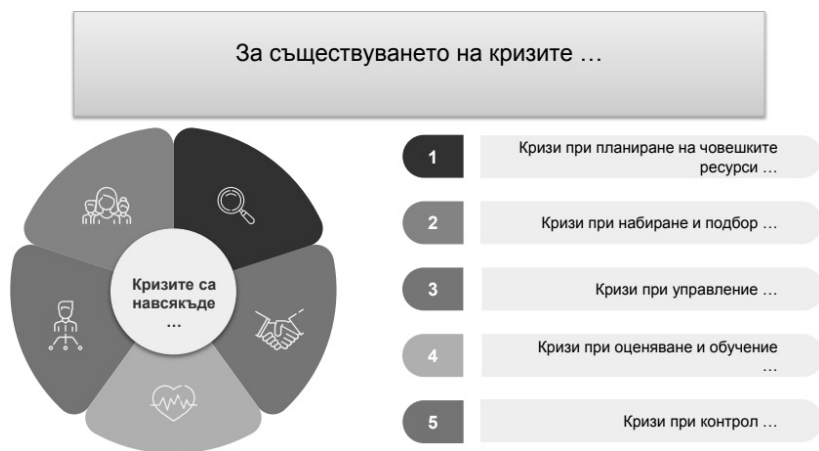 За съществуването на кризите …
Кризите са
навсякъде
…
1
Кризи при планиране на човешките
ресурси …
2
Кризи при набиране и подбор …
3
Кризи при управление …
4
Кризи при оценяване и обучение
…
5
Кризи при контрол …